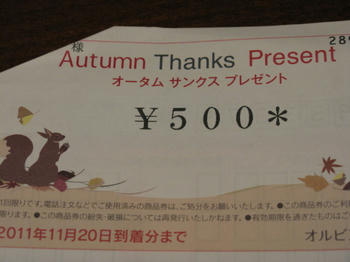 様
289
Autumn Thanks Present
オータム サンクス プレゼント
¥500*
1回限りです。電話注文などでご使用済みの商品券は、ご処分をお願いいたします。●この商品券のご利用
限ります。●この商品券の紛失・破損については再発行いたしかねます。●有効期限を過ぎたものはご
2011年11月20日到着分まで
オルビ